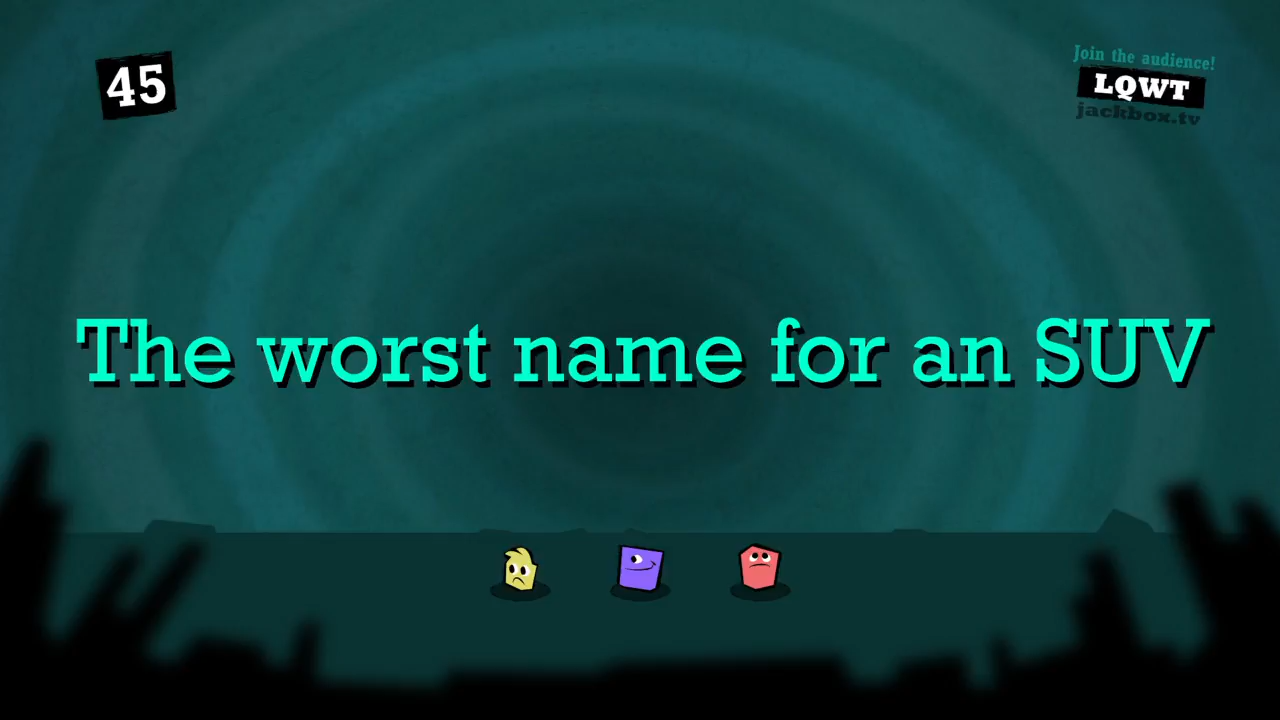 45
Join the audience!
LQWT
jackbox.tv
The worst name for an SUV